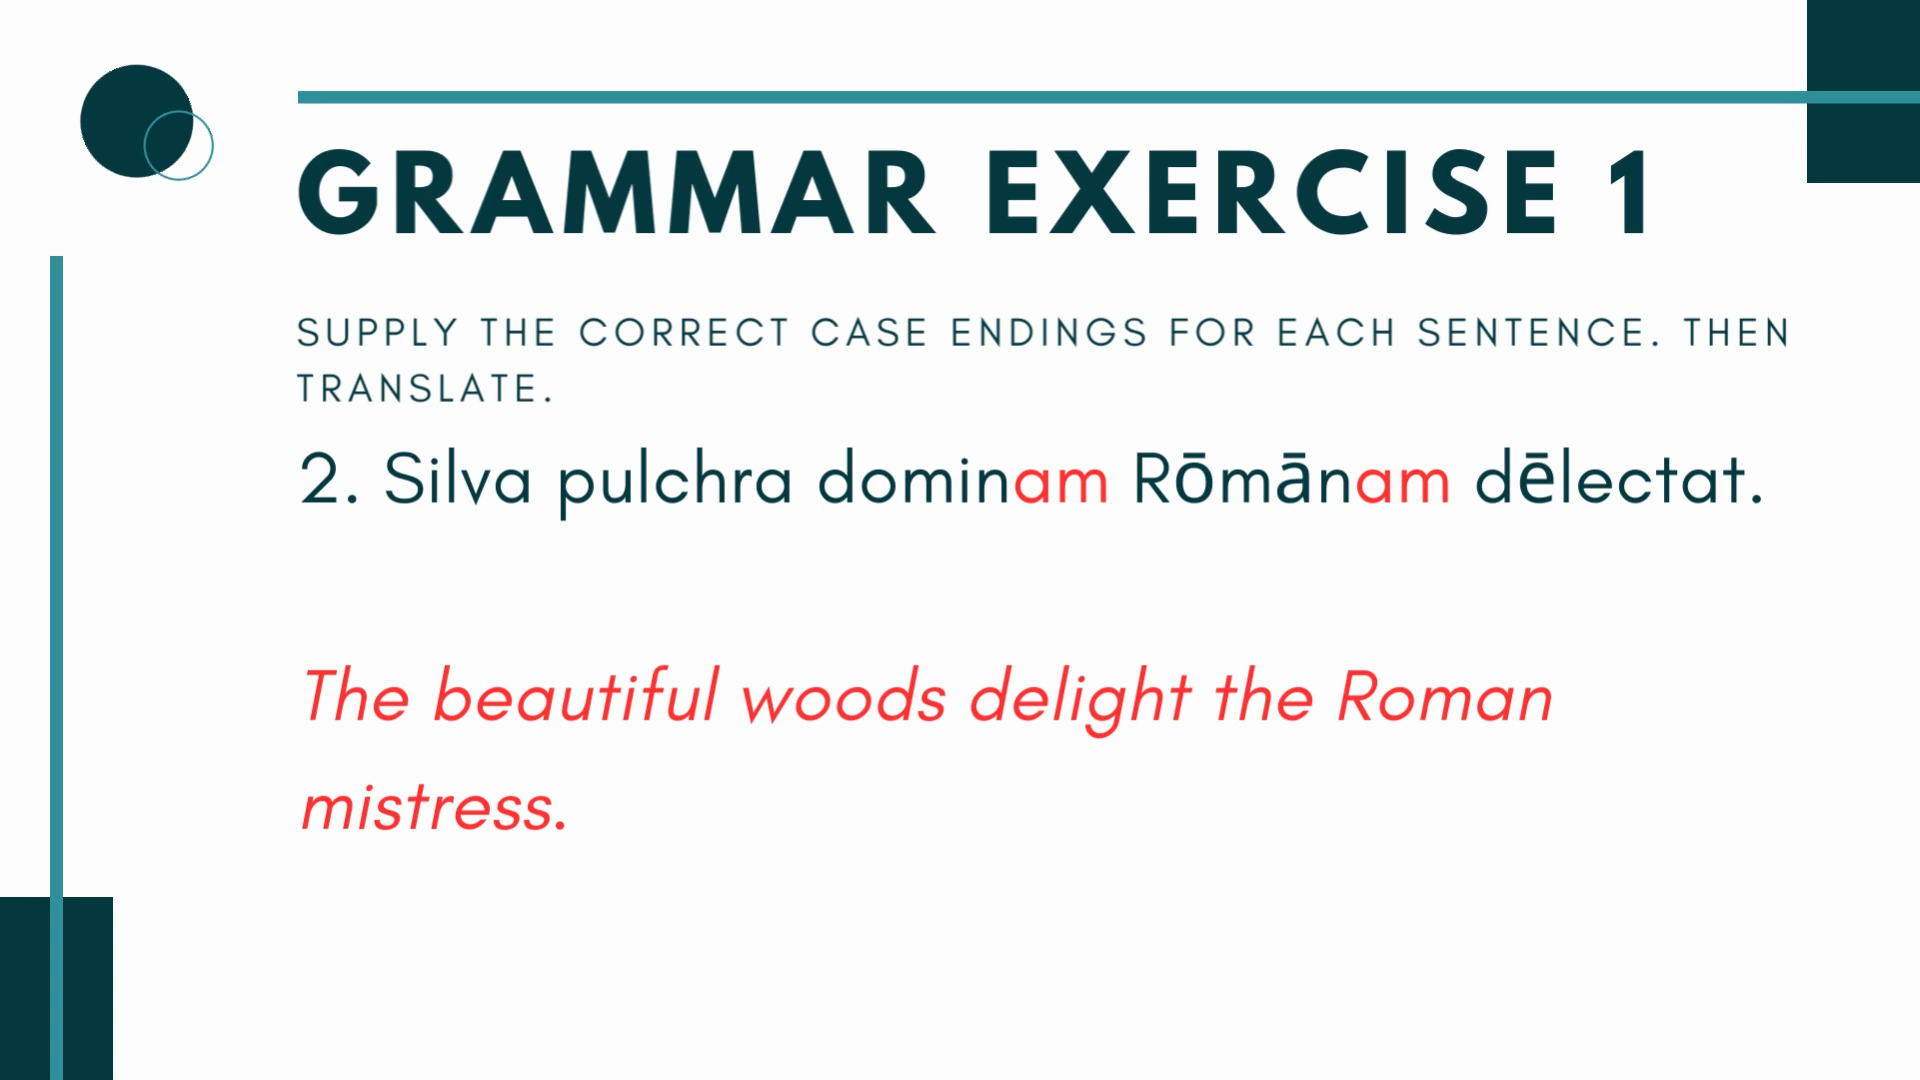 GRAMMAR EXERCISE 1
SUPPLY THE CORRECT CASE ENDINGS FOR EACH SENTENCE. THEN
TRANSLATE.
2. Silva pulchra dominam Rōmānam dēlectat.
The beautiful woods delight the Roman
mistress.